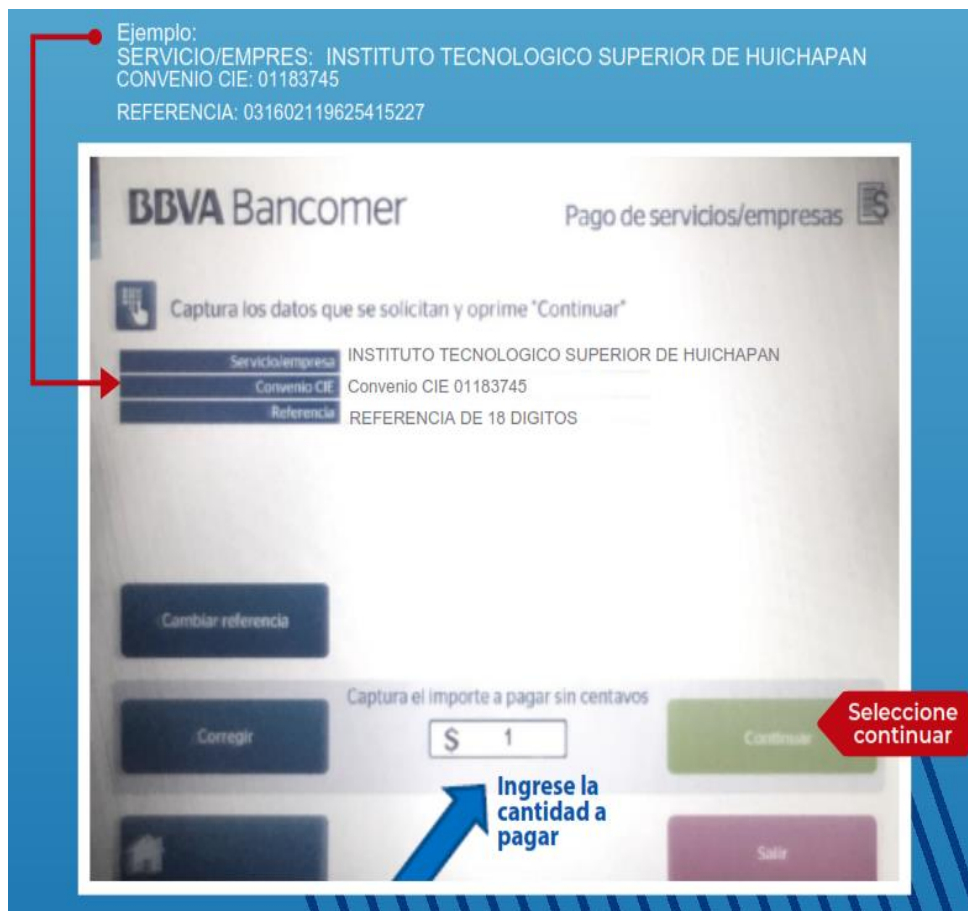 Ejemplo:
SERVICIO/EMPRES: INSTITUTO TECNOLOGICO SUPERIOR DE HUICHAPAN
CONVENIO CIE: 01183745
REFERENCIA: 031602119625415227
BBVA Bancomer
Pago de servicios/empresas
Captura los datos que se solicitan y oprime "Continuar"
Servicio/empresa INSTITUTO TECNOLOGICO SUPERIOR DE HUICHAPAN
Convenio CIE Convenio CIE 01183745
Referencia REFERENCIA DE 18 DIGITOS
Cambiar referencia
Captura el importe a pagar sin centavos
Corregir
$ 1
Continuar
Seleccione
continuar
Ingrese la
cantidad a
pagar
Salir